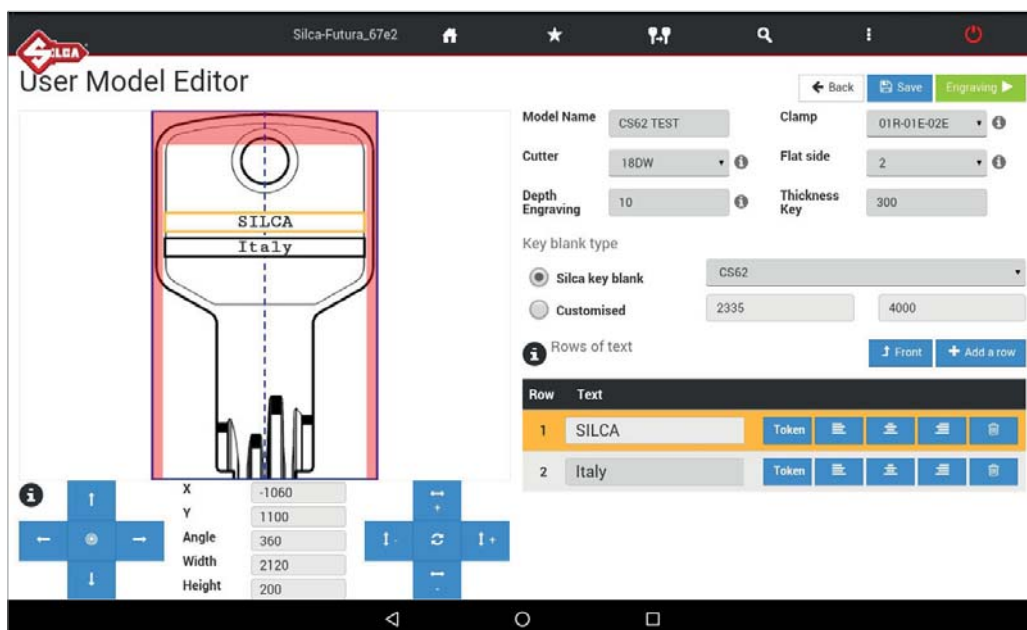 SILCA
Silca-Futura_67e2
User Model Editor
Back
Save
Engraving
SILCA
Italy
Model Name
CS62 TEST
Clamp
01R-01E-02E
Cutter
18DW
Flat side
2
Depth
Engraving
10
Thickness
Key
300
Key blank type
Silca key blank
CS62
Customised
2335
4000
Rows of text
Front
Add a row
Row Text
1 SILCA Token
2 Italy Token
X
-1060
Y
1100
Angle
360
Width
2120
Height
200
+
- +
-